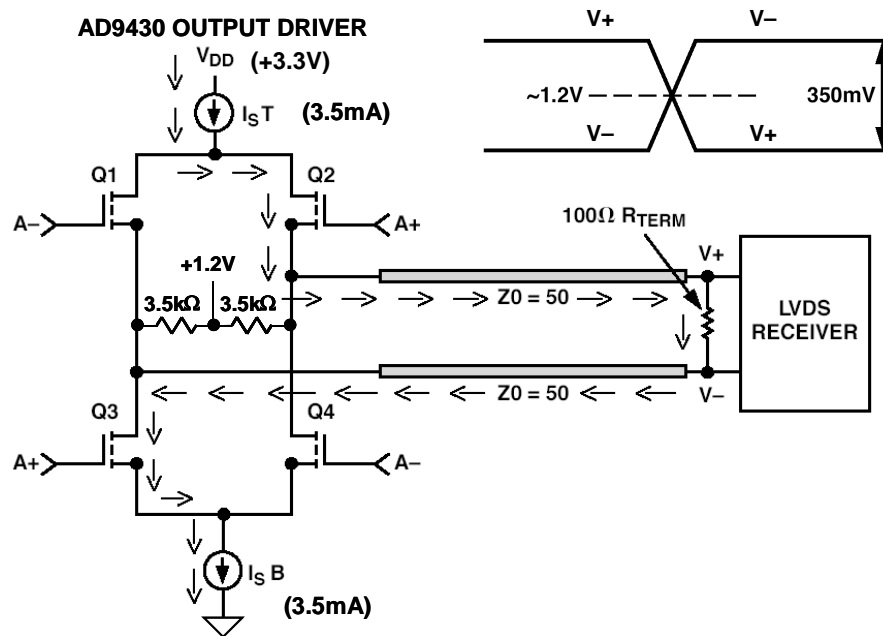 AD9430 OUTPUT DRIVER
V+ V–
VDD (+3.3V)
~1.2V 350mV
IS T (3.5mA)
V– V+
Q1 Q2
A– A+
100Ω RTERM
+1.2V
V+
3.5kΩ 3.5kΩ
Z0 = 50
LVDS
RECEIVER
Z0 = 50
V–
Q3 Q4
A+ A–
IS B
(3.5mA)